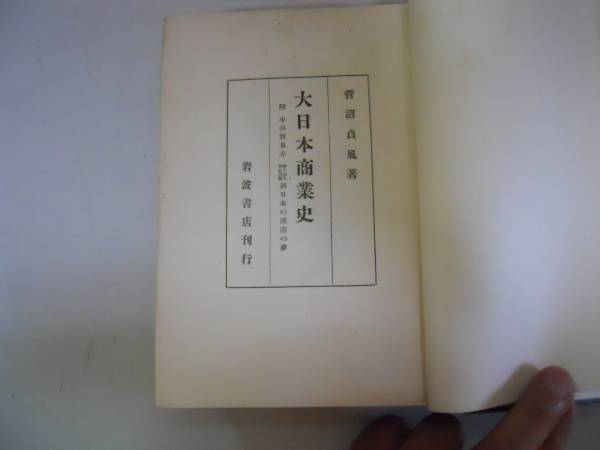 菅沼貞風著
大日本商業史
附 平戸貿易志 新日本の圖南の夢
岩波書店刊行